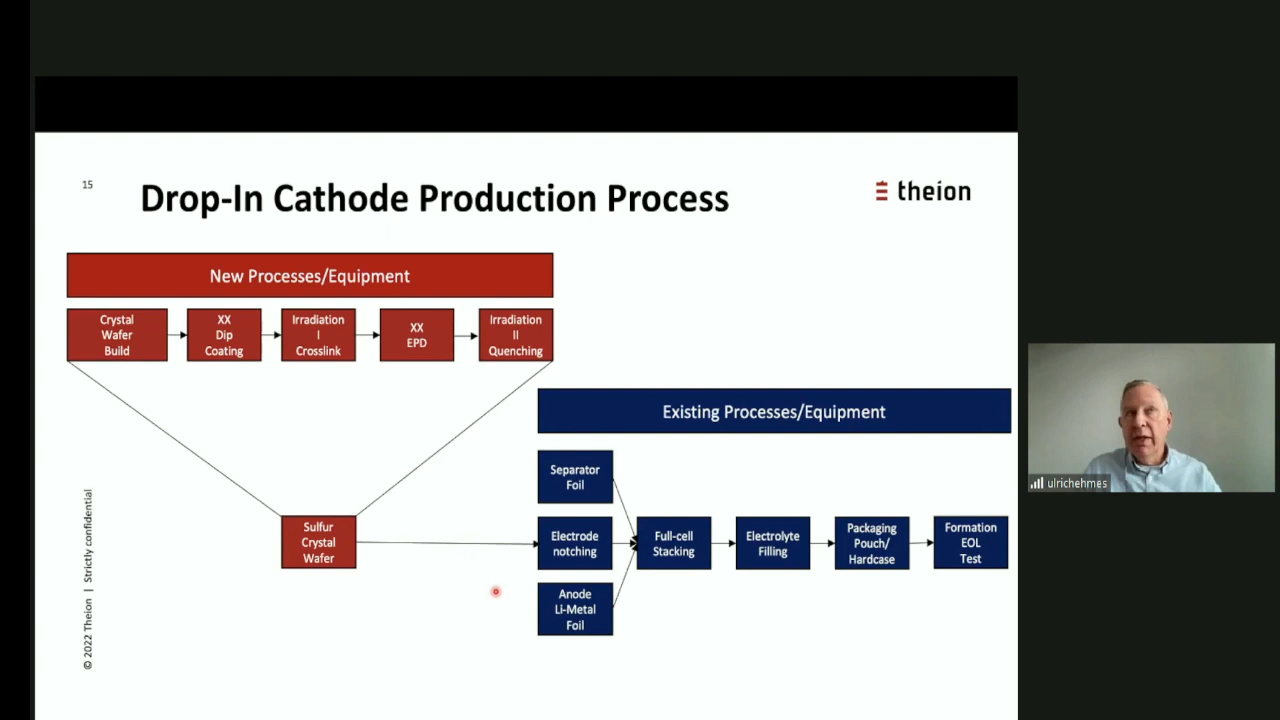 15
Drop-In Cathode Production Process
theion
New Processes/Equipment
Crystal
Wafer
Build
XX
Dip
Coating
Irradiation
I
Crosslink
XX
EPD
Irradiation
II
Quenching
Existing Processes/Equipment
Separator
Foil
Sulfur
Crystal
Wafer
Electrode
notching
Full-cell
Stacking
Electrolyte
Filling
Packaging
Pouch/
Hardcase
Formation
EOL
Test
Anode
Li-Metal
Foil
© 2022 Theion | Strictly confidential
ulrichehmes